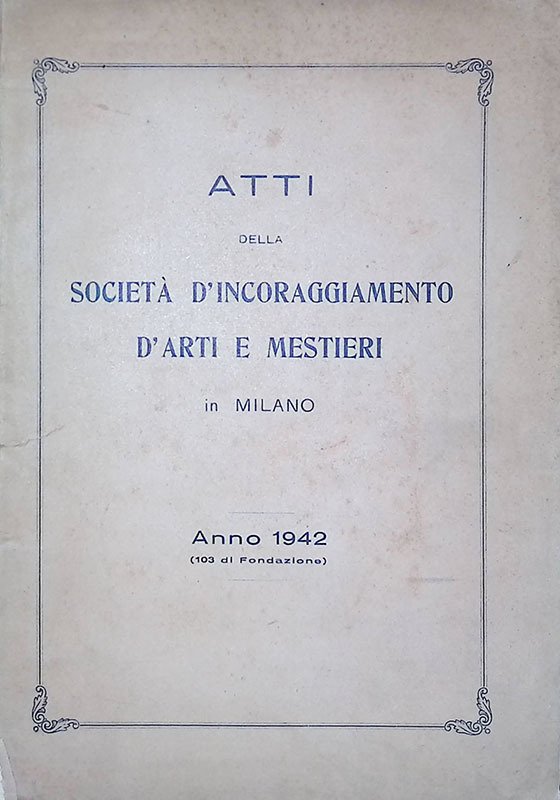 ATTI
DELLA
SOCIETÀ D'INCORAGGIAMENTO
D'ARTI E MESTIERI
in MILANO
Anno 1942
(103 di Fondazione)